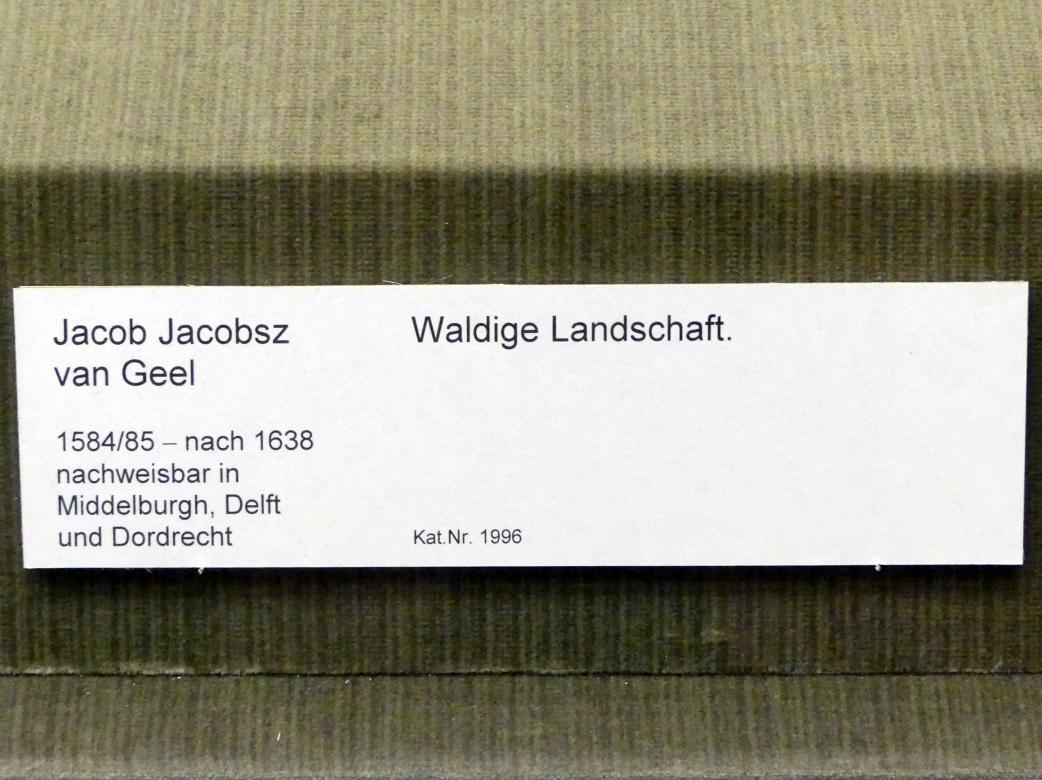 Jacob Jacobsz
van Geel
1584/85 – nach 1638
nachweisbar in
Middelburgh, Delft
und Dordrecht
Waldige Landschaft.
Kat.Nr. 1996